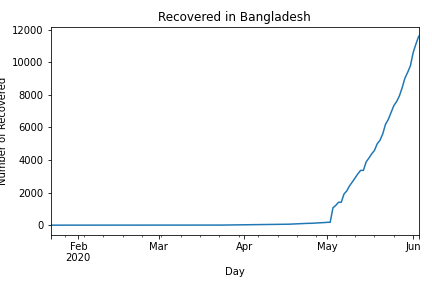 Recovered in Bangladesh
12000
10000
8000
6000
4000
2000
0
Number of Recovered
Feb
2020
Mar
Apr
May
Jun
Day